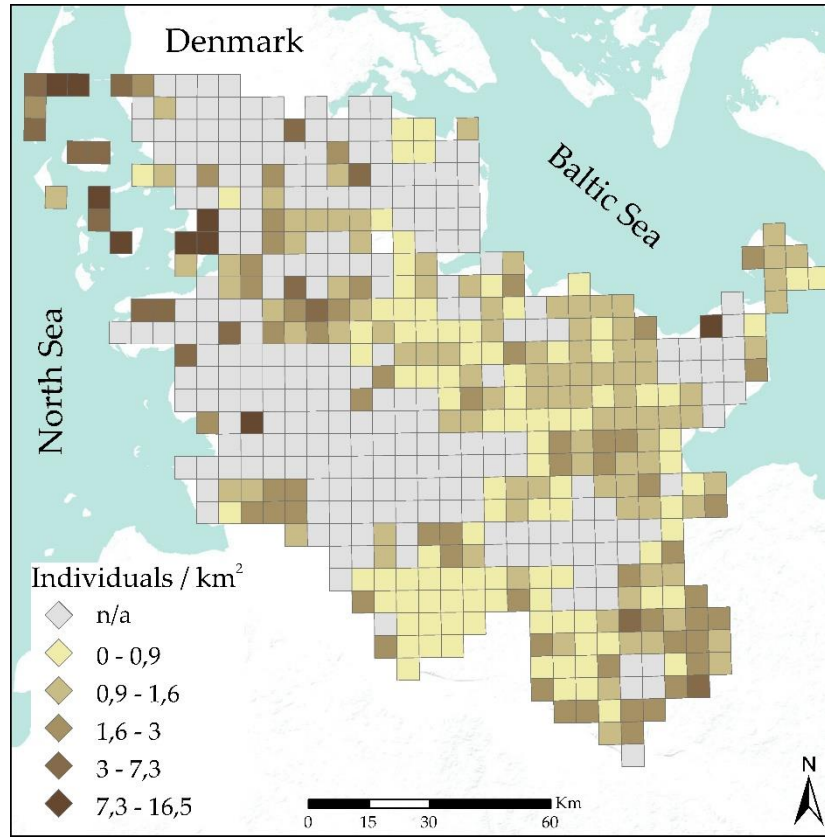 Denmark
Baltic Sea
North Sea
Individuals / km²
n/a
0 - 0,9
0,9 - 1,6
1,6 - 3
3 - 7,3
7,3 - 16,5
Km
0 15 30 60
N